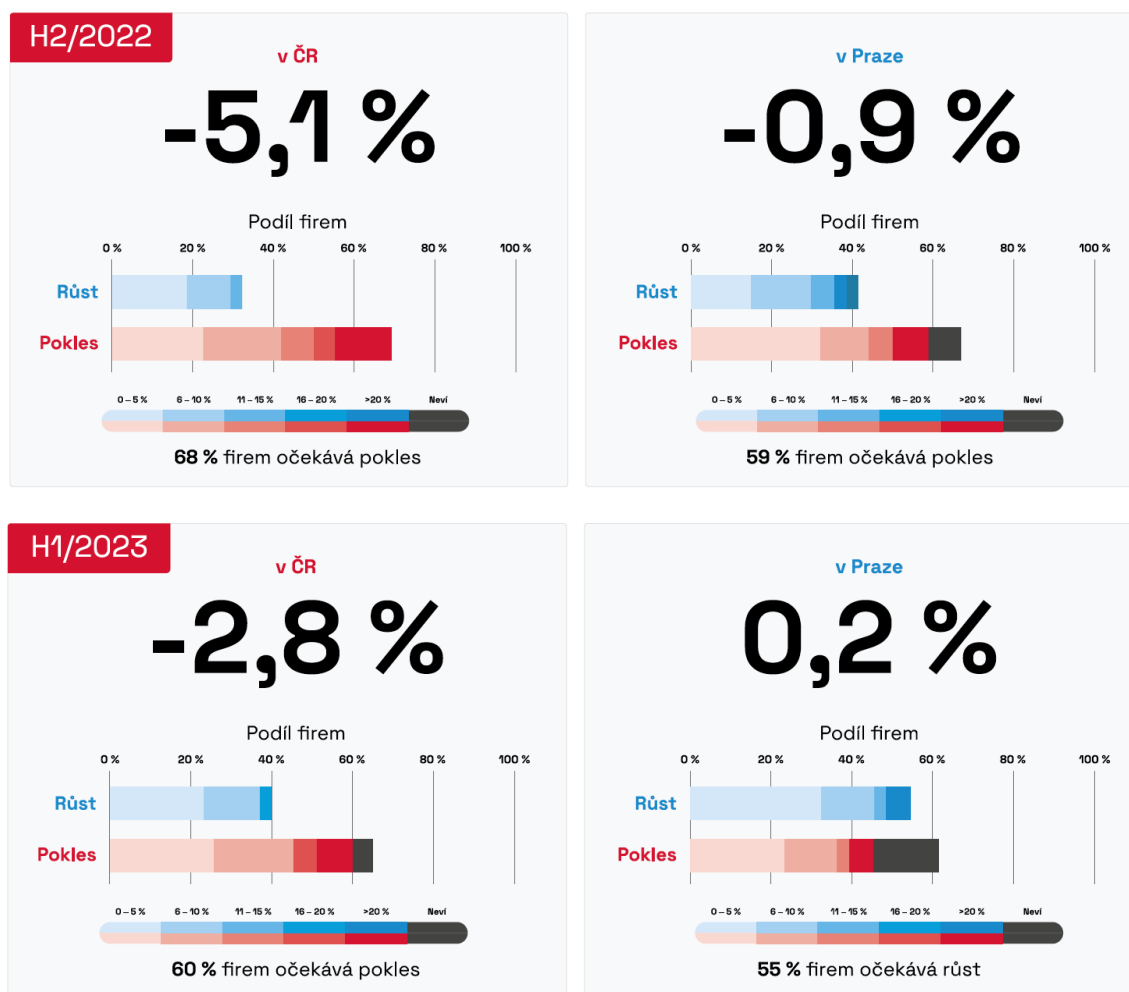 H2/2022
v ČR
-5,1 %
Podíl firem
0 % 20 % 40 % 60 % 80 % 100 %
Růst
Pokles
0 – 5 % 6 – 10 % 11 – 15 % 16 – 20 % >20 % Neví
68 % firem očekává pokles
v Praze
-0,9 %
Podíl firem
0 % 20 % 40 % 60 % 80 % 100 %
Růst
Pokles
0 – 5 % 6 – 10 % 11 – 15 % 16 – 20 % >20 % Neví
59 % firem očekává pokles
H1/2023
v ČR
-2,8 %
Podíl firem
0 % 20 % 40 % 60 % 80 % 100 %
Růst
Pokles
0 – 5 % 6 – 10 % 11 – 15 % 16 – 20 % >20 % Neví
60 % firem očekává pokles
v Praze
0,2 %
Podíl firem
0 % 20 % 40 % 60 % 80 % 100 %
Růst
Pokles
0 – 5 % 6 – 10 % 11 – 15 % 16 – 20 % >20 % Neví
55 % firem očekává růst